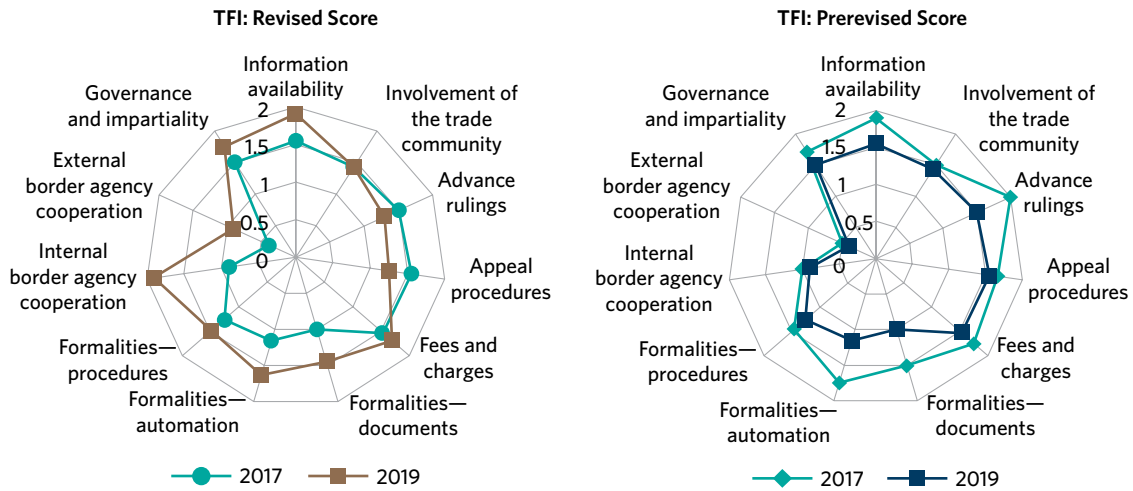 TFI: Revised Score
Information
availability
Governance
and impartiality
Involvement of
the trade
community
External
border agency
cooperation
Advance
rulings
Internal
border agency
cooperation
Appeal
procedures
Formalities—
procedures
Fees and
charges
Formalities—
automation
Formalities—
documents
2
1.5
1
0.5
0
2017
2019
TFI: Prerevised Score
Information
availability
Governance
and impartiality
Involvement of
the trade
community
External
border agency
cooperation
Advance
rulings
Internal
border agency
cooperation
Appeal
procedures
Formalities—
procedures
Fees and
charges
Formalities—
automation
Formalities—
documents
2
1.5
1
0.5
0
2017
2019